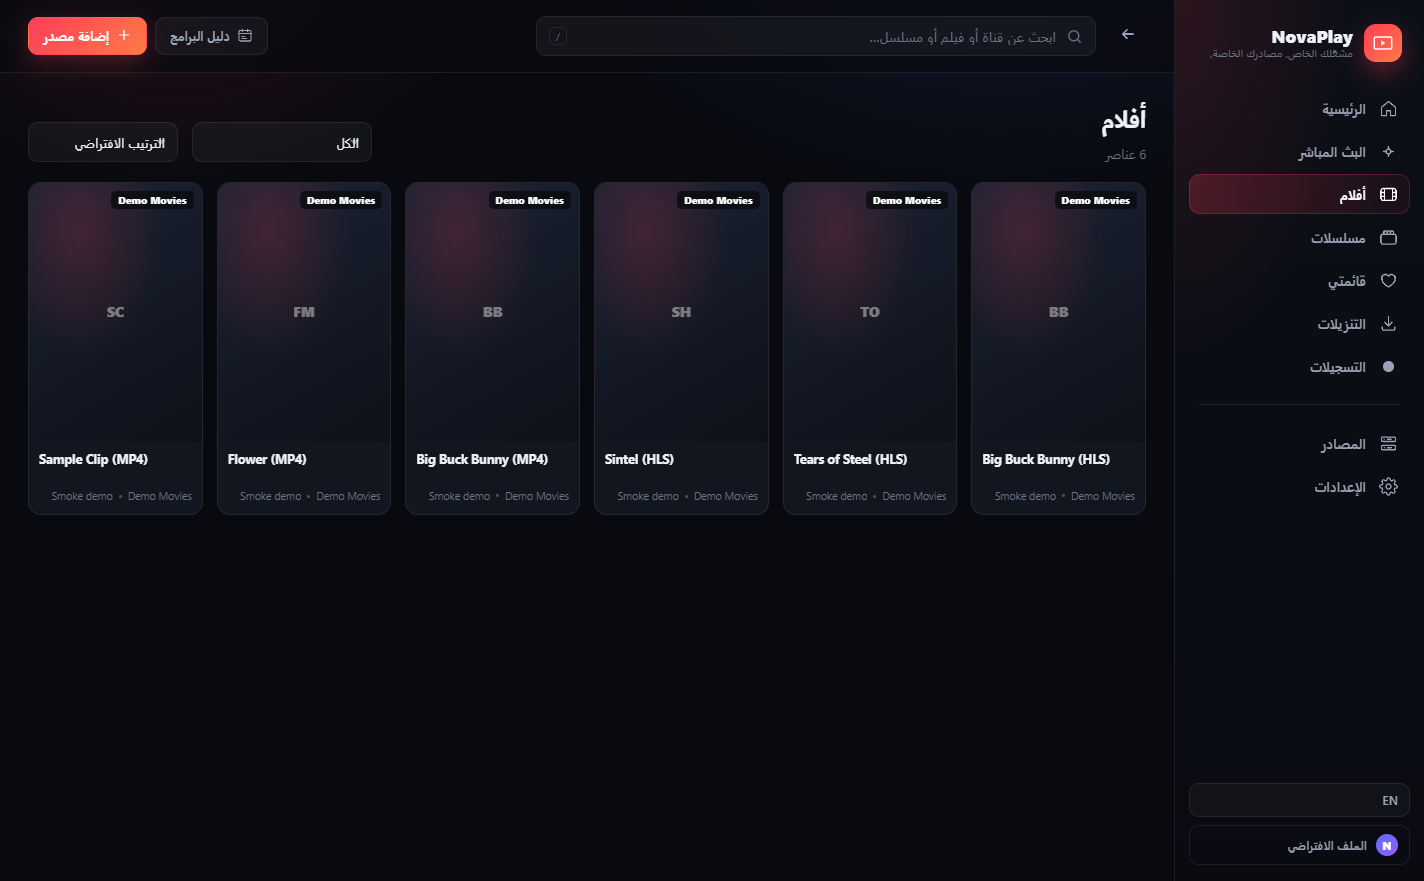 NovaPlay
مشغّلك الخاص, مصادرك الخاصة.
الرئيسية
البث المباشر
أفلام
مسلسلات
قائمتي
التنزيلات
التسجيلات
المصادر
الإعدادات
EN
N الملف الافتراضي
ابحث عن قناة أو فيلم أو مسلسل...
/
دليل البرامج
إضافة مصدر
أفلام
6 عناصر
الكل
الترتيب الافتراضي
Demo Movies
BB
Big Buck Bunny (HLS)
Smoke demo • Demo Movies
Demo Movies
TO
Tears of Steel (HLS)
Smoke demo • Demo Movies
Demo Movies
SH
Sintel (HLS)
Smoke demo • Demo Movies
Demo Movies
BB
Big Buck Bunny (MP4)
Smoke demo • Demo Movies
Demo Movies
FM
Flower (MP4)
Smoke demo • Demo Movies
Demo Movies
SC
Sample Clip (MP4)
Smoke demo • Demo Movies